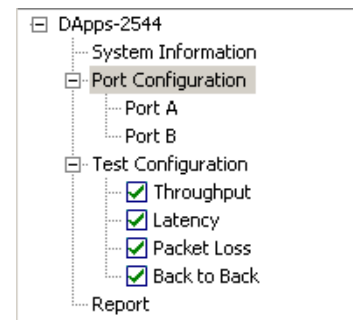 DApps-2544
System Information
Port Configuration
Port A
Port B
Test Configuration
Throughput
Latency
Packet Loss
Back to Back
Report